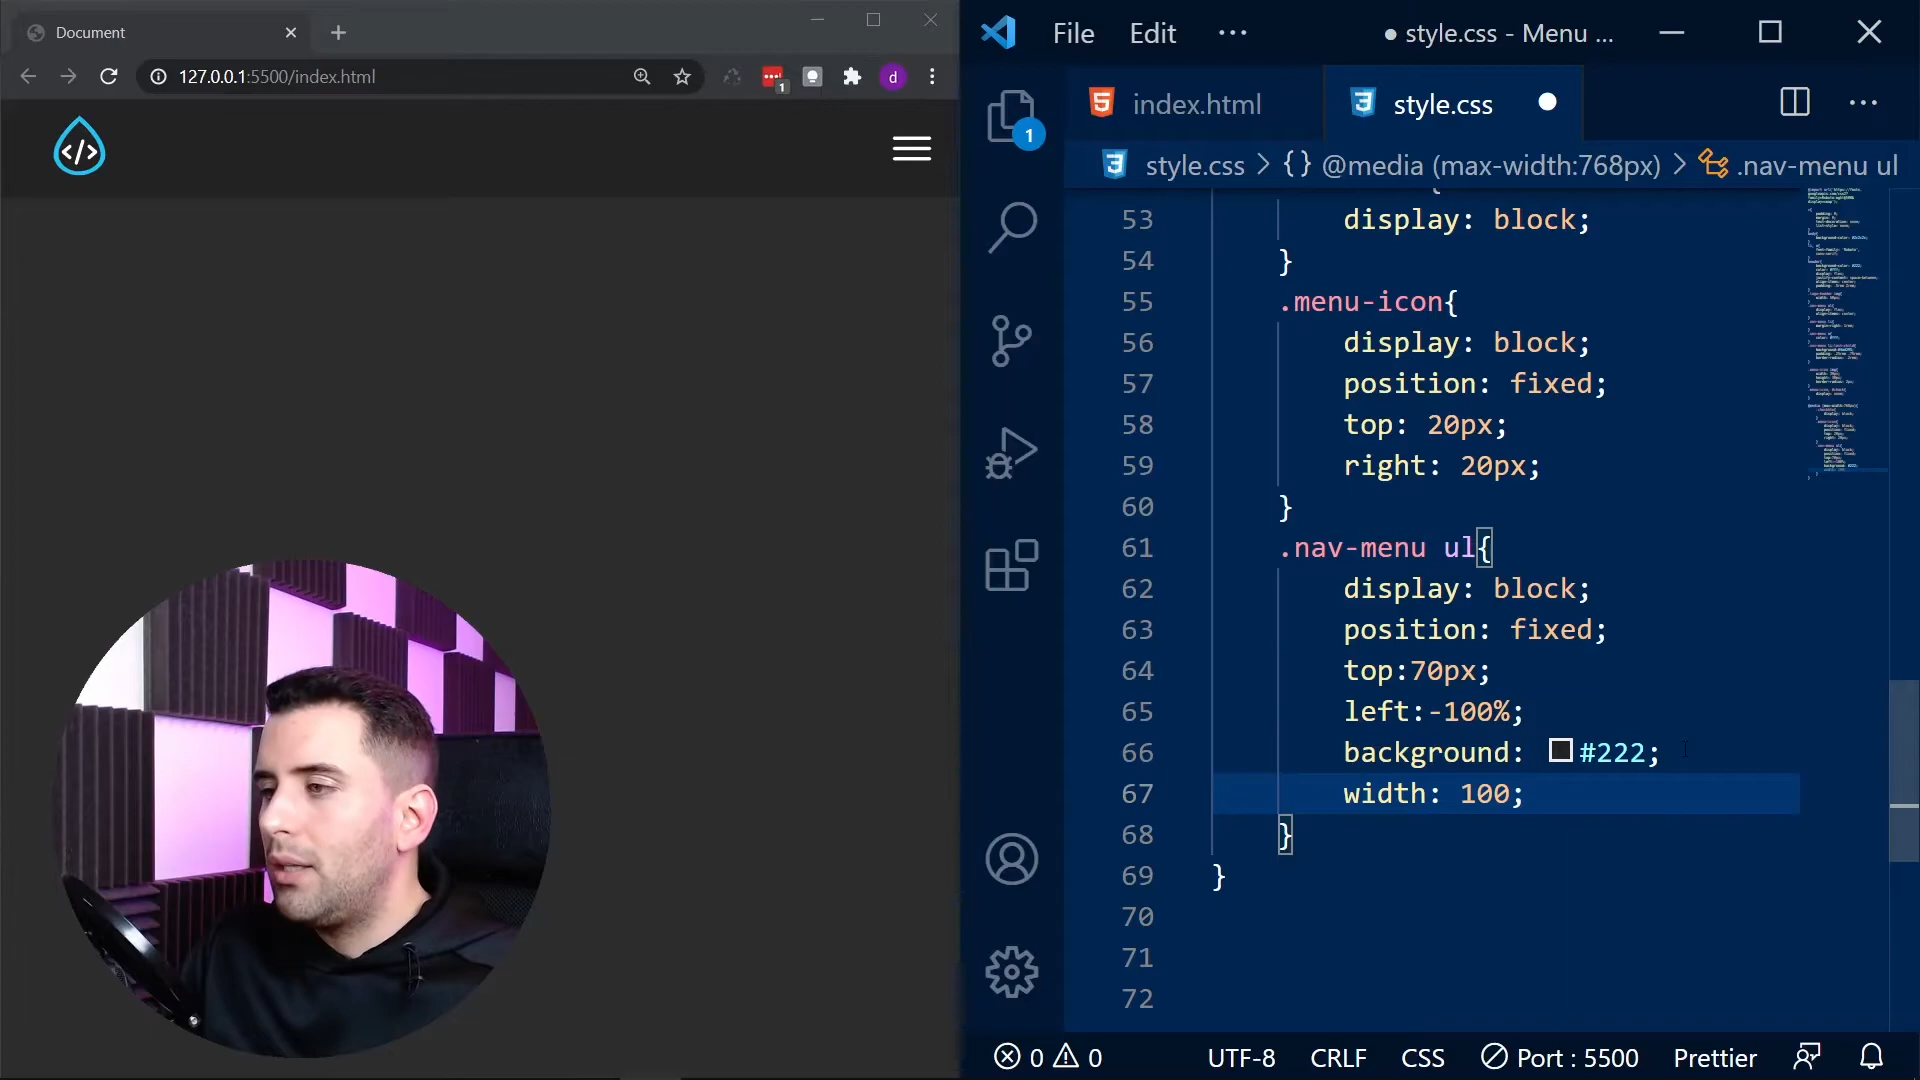 Document
127.0.0.1:5500/index.html
1
d
</>
File Edit ...
● style.css - Menu ...
1
index.html
style.css
style.css > {} @media (max-width:768px) > .nav-menu ul
53 display: block;
54 }
55 .menu-icon{
56 display: block;
57 position: fixed;
58 top: 20px;
59 right: 20px;
60 }
61 .nav-menu ul{
62 display: block;
63 position: fixed;
64 top:70px;
65 left:-100%;
66 background: #222;
67 width: 100;
68 }
69 }
70
71
72
0 0 UTF-8 CRLF CSS Port : 5500 Prettier